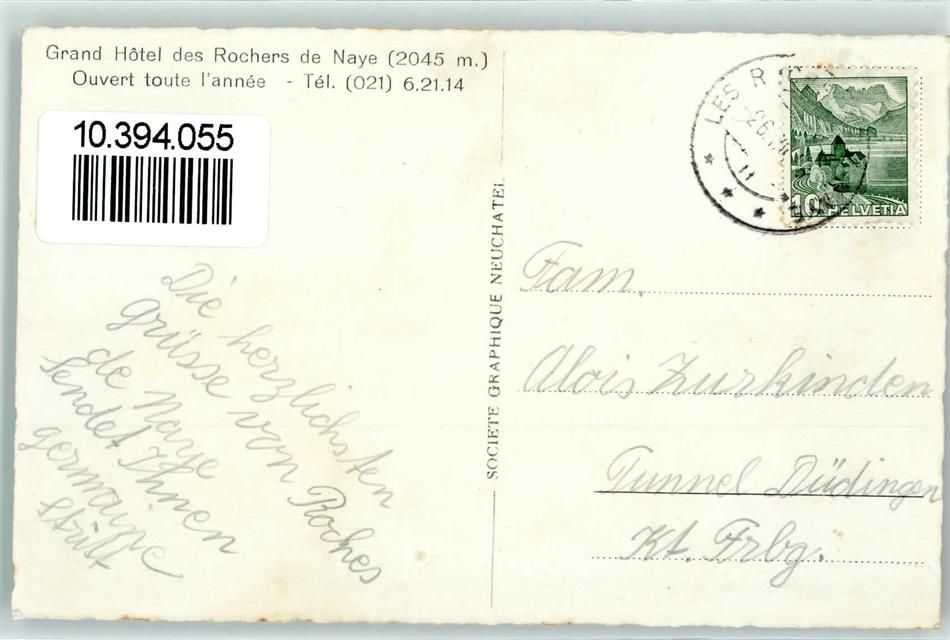 Grand Hôtel des Rochers de Naye (2045 m.)
Ouvert toute l'année - Tél. (021) 6.21.14
10.394.055
SOCIETE GRAPHIQUE NEUCHATEL
LES R
26
10 HELVETIA
Die herzlichsten
grüsse von Roches
de Naye
Sendet Ihnen
germaine
Fam.
Alois Zurkinden
Tunnel Düdingen
Kt. Frbg.